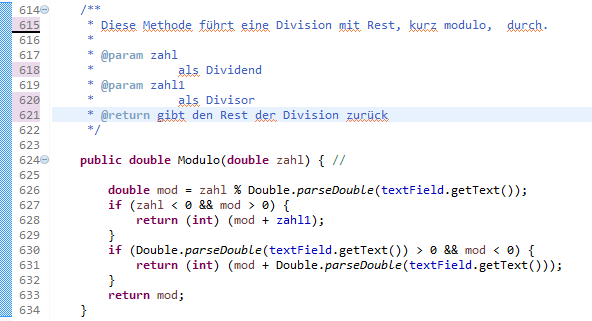 614 /**
615 * Diese Methode führt eine Division mit Rest, kurz modulo,  durch.
616 *
617 * @param zahl
618 *            als Dividend
619 * @param zahl1
620 *            als Divisor
621 * @return gibt den Rest der Division zurück
622 */
623
624 public double Modulo(double zahl) { //
625
626 double mod = zahl % Double.parseDouble(textField.getText());
627 if (zahl < 0 && mod > 0) {
628 return (int) (mod + zahl1);
629 }
630 if (Double.parseDouble(textField.getText()) > 0 && mod < 0) {
631 return (int) (mod + Double.parseDouble(textField.getText()));
632 }
633 return mod;
634 }